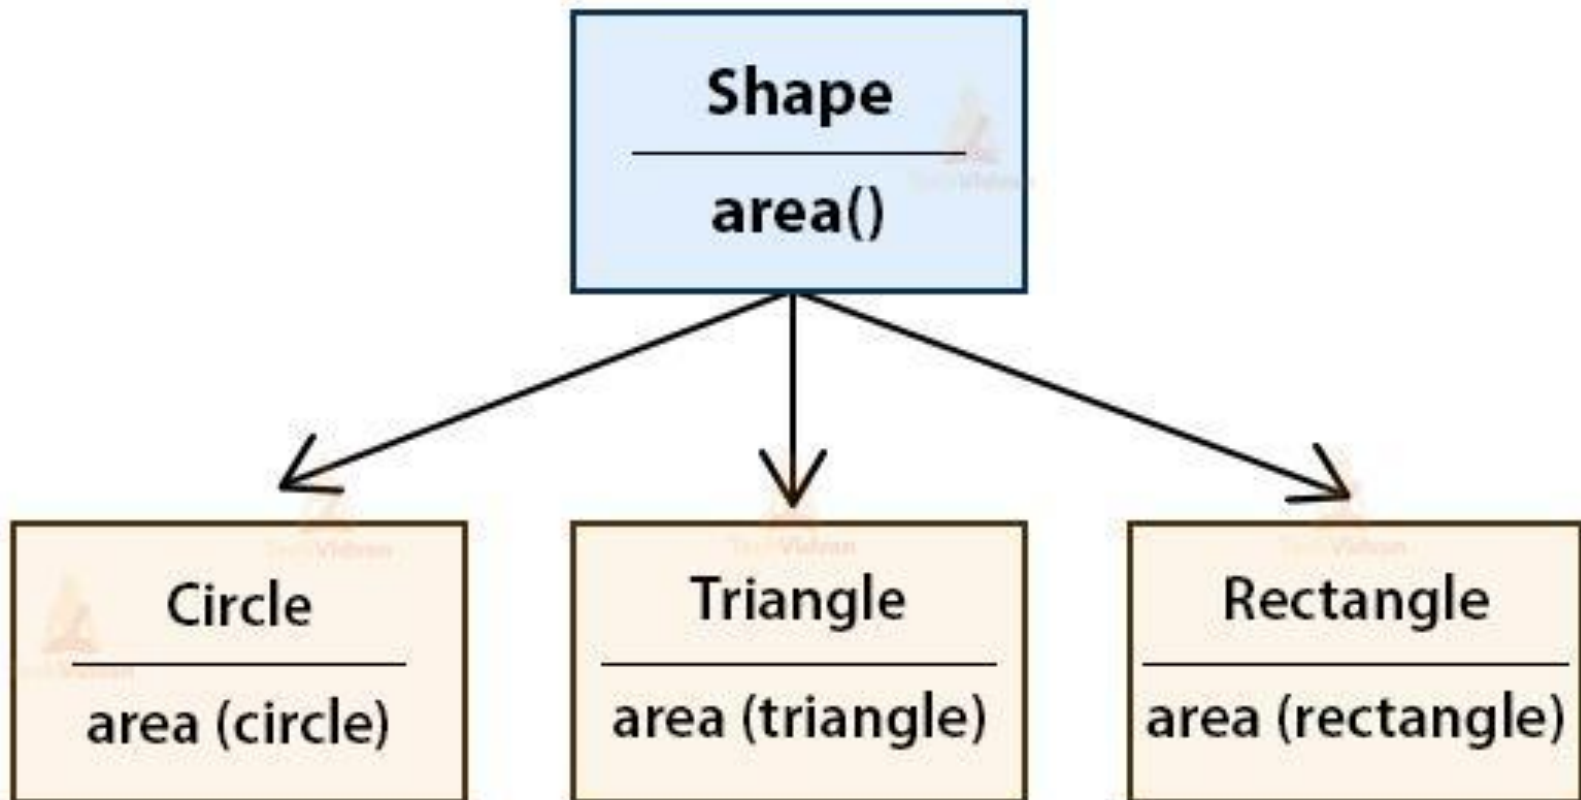 Shape
area()
Circle
area (circle)
Triangle
area (triangle)
Rectangle
area (rectangle)